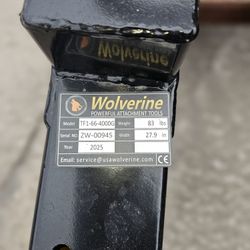 Wolverine
Wolverine
POWERFUL ATTACHMENT TOOLS
Model TF1-66-4000G Weight 83 lbs
Serial NO. ZW-00945 Width 27.9 in
Year 2025
Email: service@usawolverine.com